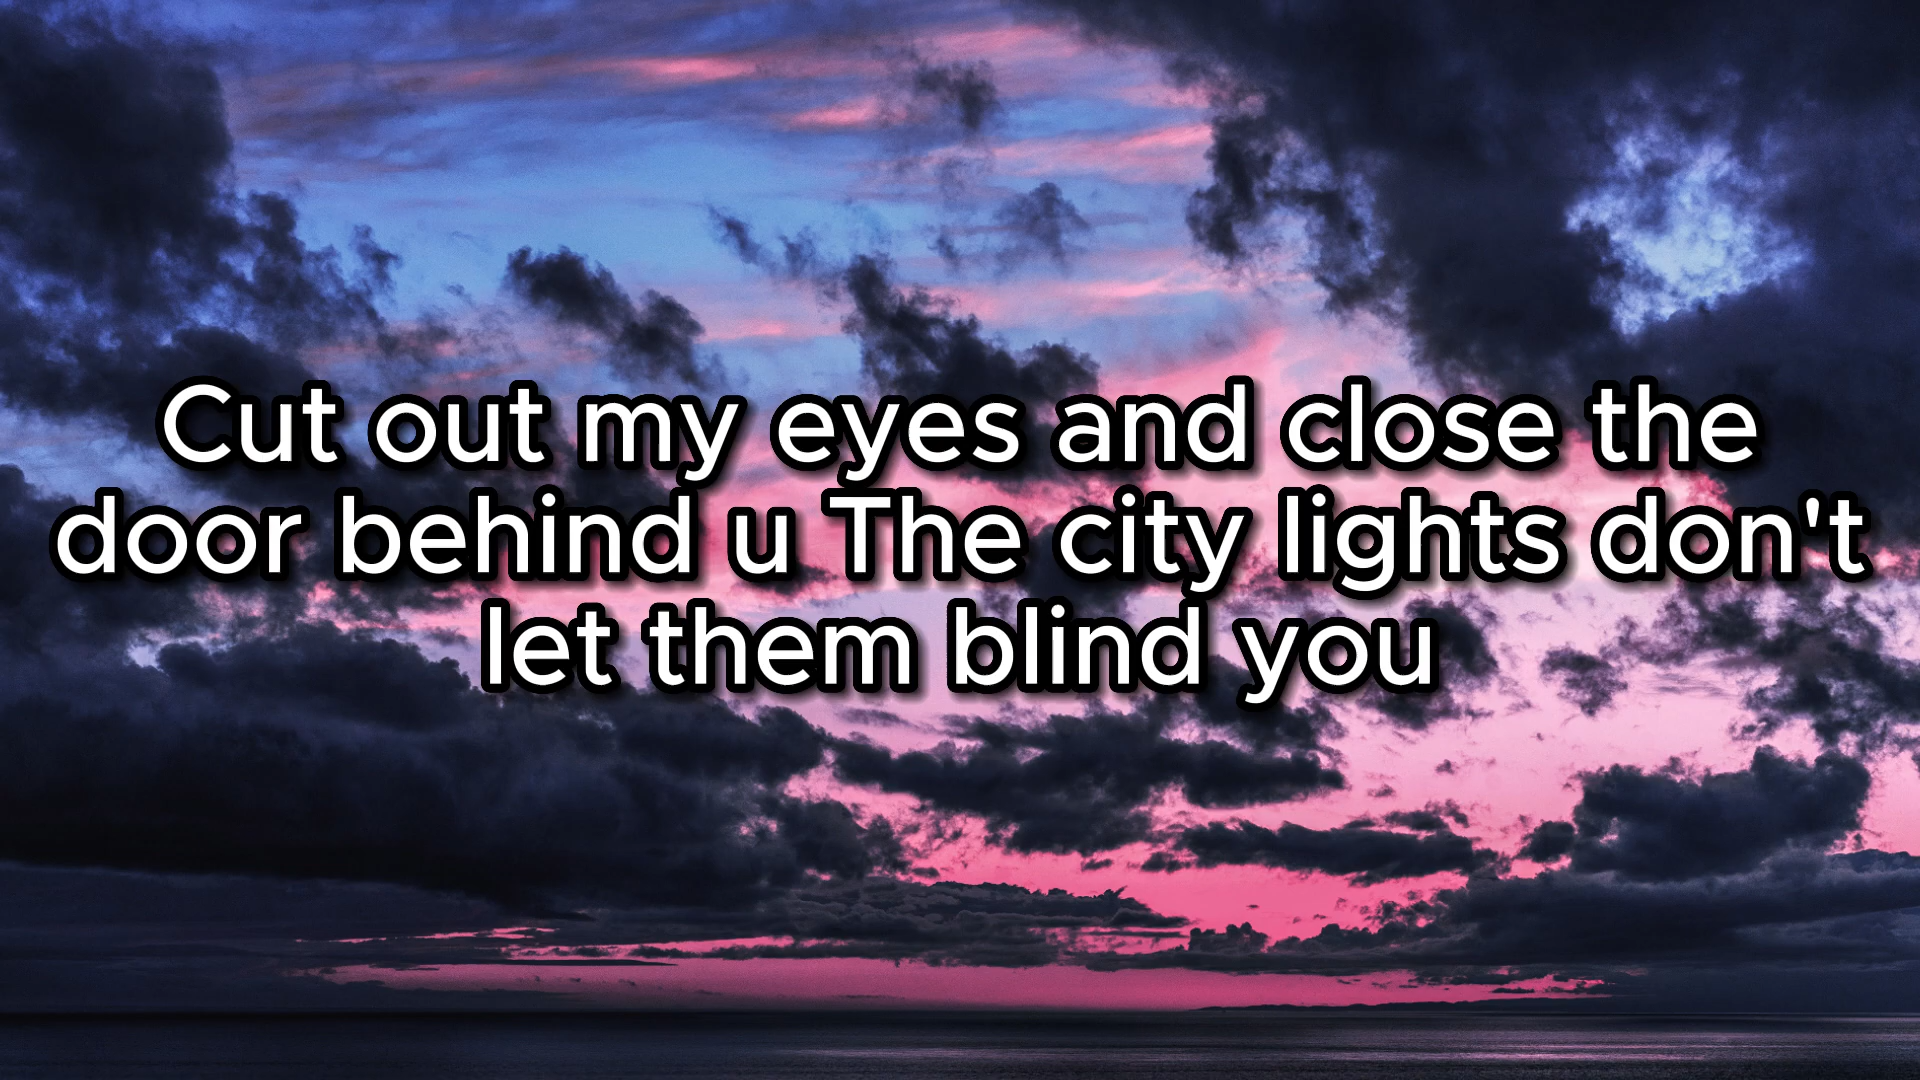 Cut out my eyes and close the
door behind u The city lights don't
let them blind you